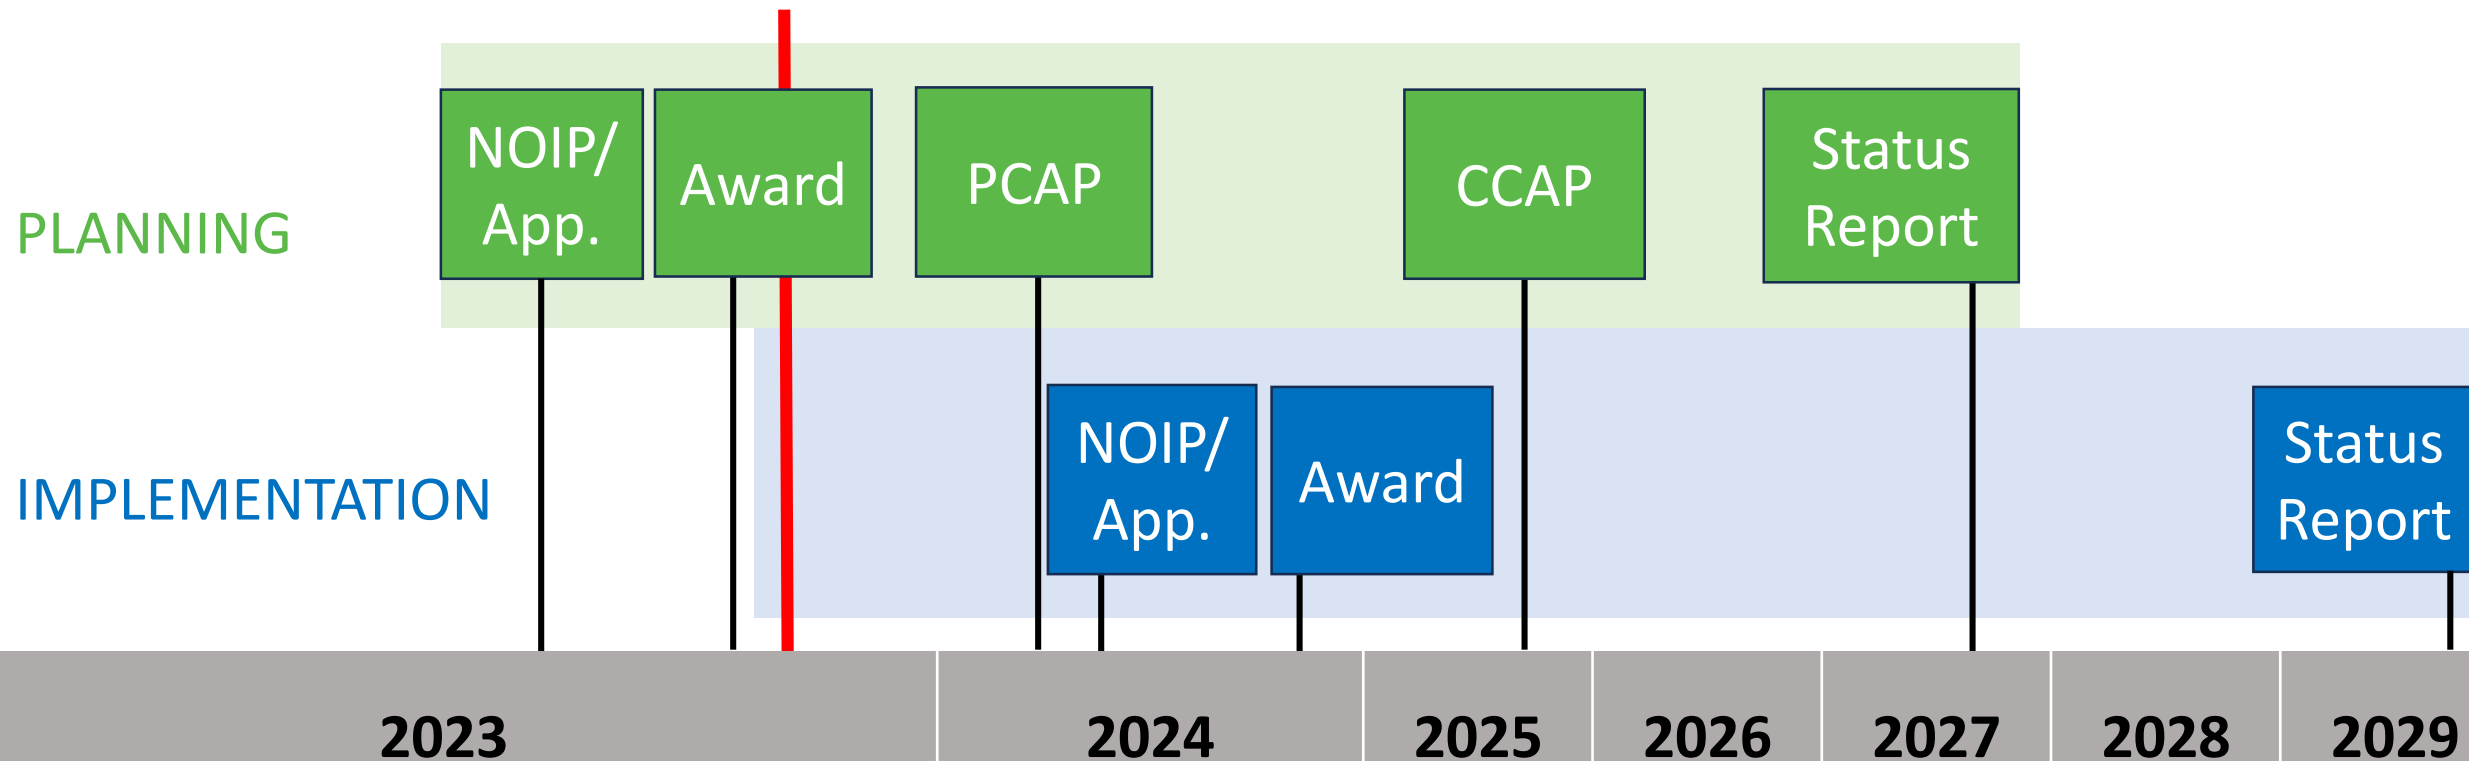 NOIP/
App.
Award
PCAP
CCAP
Status
Report
PLANNING
NOIP/
App.
Award
Status
Report
IMPLEMENTATION
2023
2024
2025
2026
2027
2028
2029